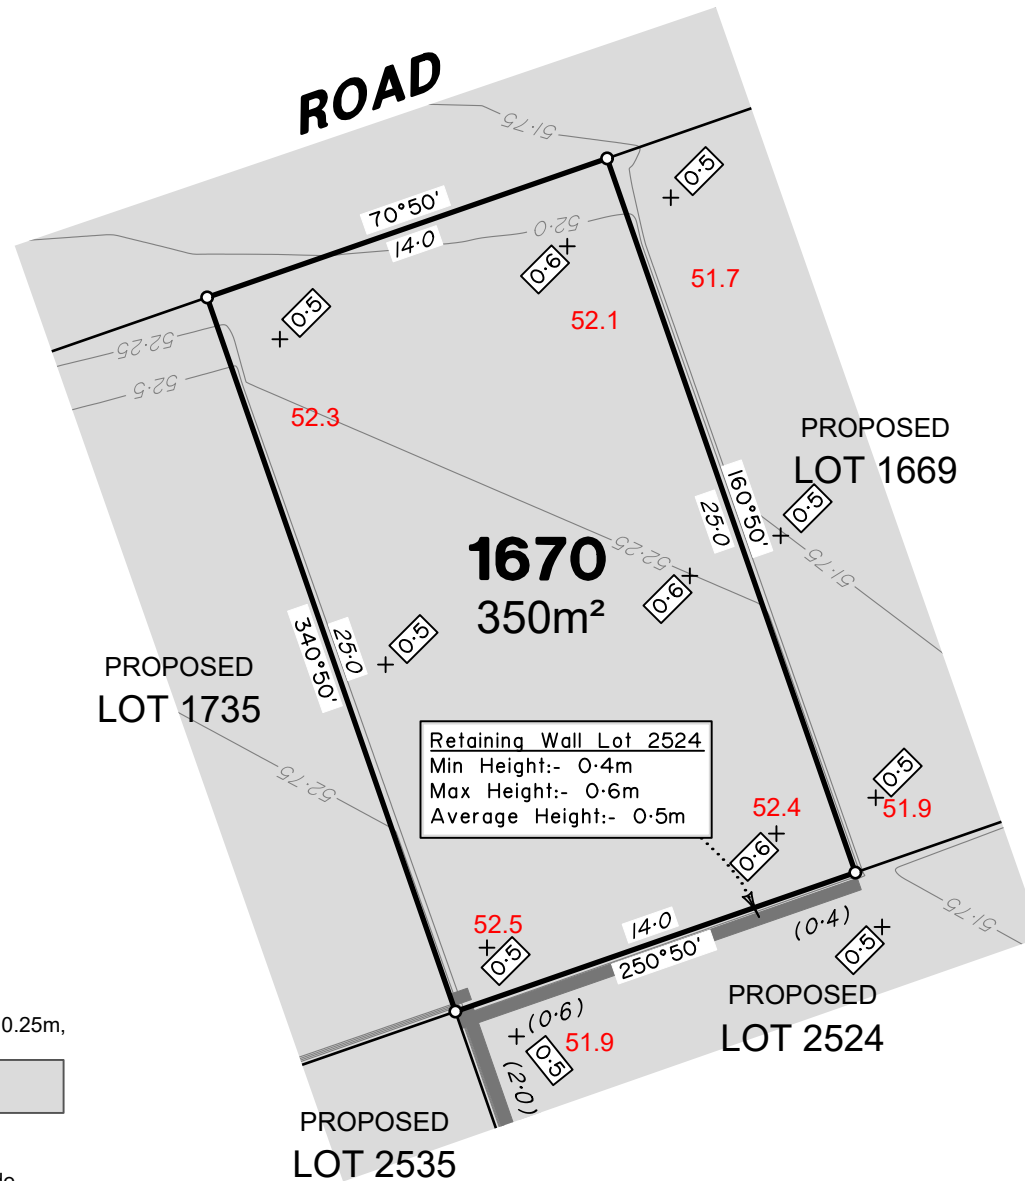 ROAD
51·75
0·5
70°50'
14·0
52·0
0·6
51.7
0·5
52.1
52·25
52·5
52.3
PROPOSED
LOT 1669
160°50'
25·0
0·5
1670
350m²
52·25
51·75
0·6
0·5
340°50'
25·0
PROPOSED
LOT 1735
52·75
Retaining Wall Lot 2524
Min Height:- 0·4m
Max Height:- 0·6m
Average Height:- 0·5m
0·5
52.4
51.9
0·6
51·75
52.5
14·0
250°50'
(0·4)
0·5
0·5
PROPOSED
LOT 2524
(0·6)
51.9
0·5
(2·0)
0.25m,
PROPOSED
LOT 2535